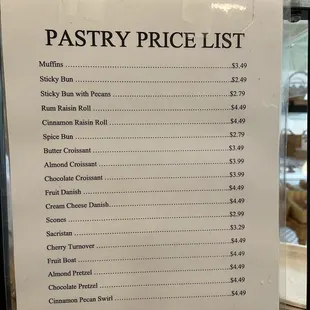 PASTRY PRICE LIST
Muffins ........ $3.49
Sticky Bun ........ $2.49
Sticky Bun with Pecans ........ $2.79
Rum Raisin Roll ........ $4.49
Cinnamon Raisin Roll ........ $4.49
Spice Bun ........ $2.79
Butter Croissant ........ $3.49
Almond Croissant ........ $3.99
Chocolate Croissant ........ $3.99
Fruit Danish ........ $4.49
Cream Cheese Danish ........ $4.49
Scones ........ $2.99
Sacristan ........ $3.29
Cherry Turnover ........ $4.49
Fruit Boat ........ $4.49
Almond Pretzel ........ $4.49
Chocolate Pretzel ........ $4.49
Cinnamon Pecan Swirl ........ $4.49